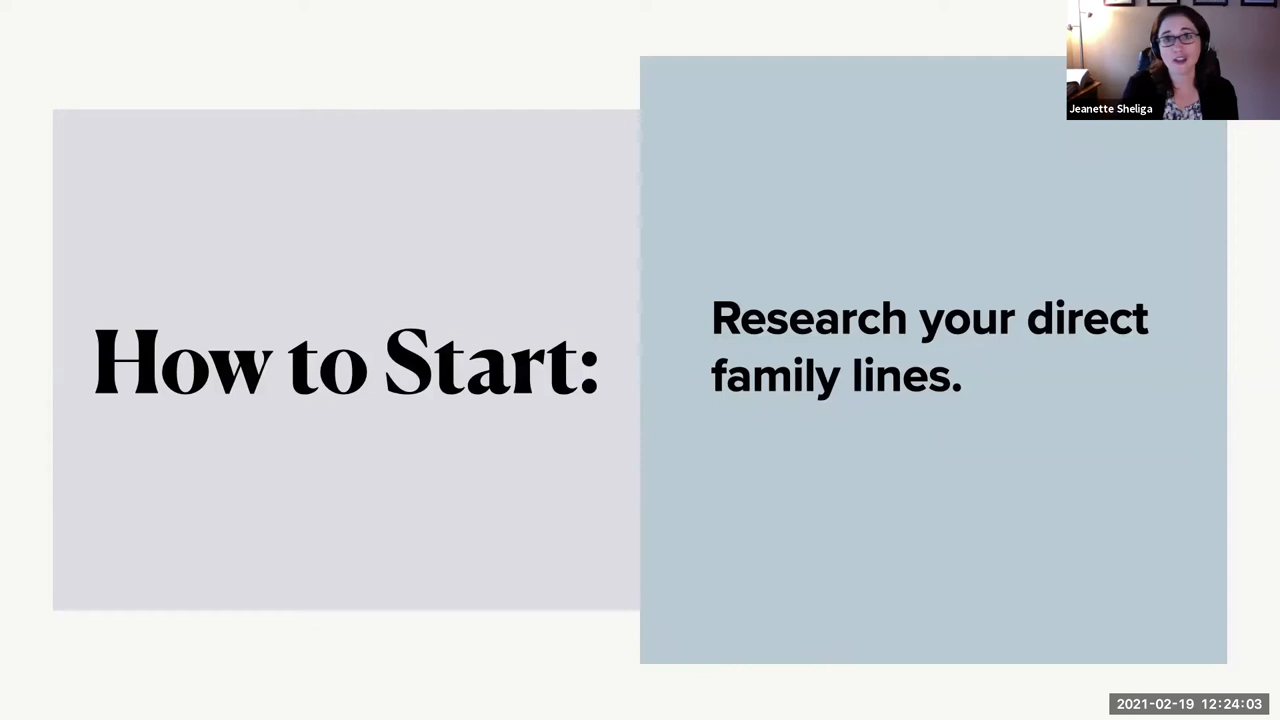 Jeanette Sheliga
How to Start:
Research your direct
family lines.
2021-02-19 12:24:03